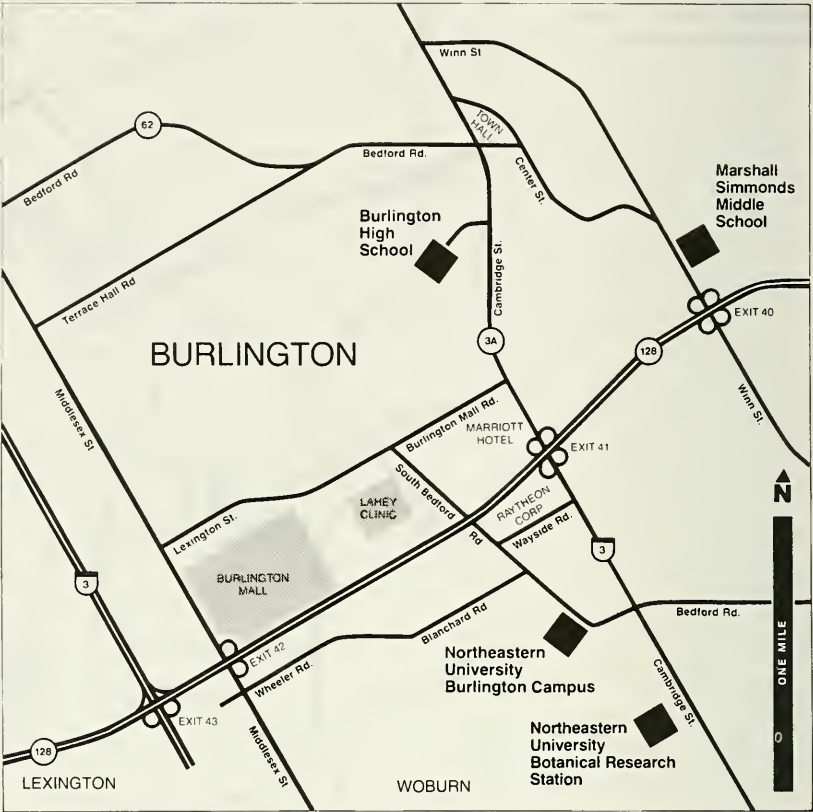 Winn St
TOWN
HALL
62
Bedford Rd.
Center St.
Bedford Rd
Marshall
Simmonds
Middle
School
Burlington
High
School
Cambridge St.
Terrace Hall Rd
EXIT 40
3A
128
BURLINGTON
Middlesex St
Burlington Mall Rd.
Winn St.
MARRIOTT
HOTEL
EXIT 41
South Bedford
Rd
LAHEY
CLINIC
RAYTHEON
CORP
Wayside Rd.
N
Lexington St.
3
3
BURLINGTON
MALL
Blanchard Rd
Bedford Rd.
Northeastern
University
Burlington Campus
EXIT 42
Wheeler Rd.
ONE MILE
Cambridge St.
EXIT 43
Northeastern
University
Botanical Research
Station
0
128
Middlesex St
LEXINGTON
WOBURN